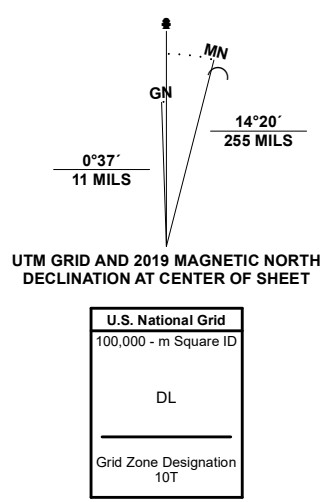 MN
GN
14°20´
255 MILS
0°37´
11 MILS
UTM GRID AND 2019 MAGNETIC NORTH
DECLINATION AT CENTER OF SHEET
U.S. National Grid
100,000 - m Square ID
DL
Grid Zone Designation
10T